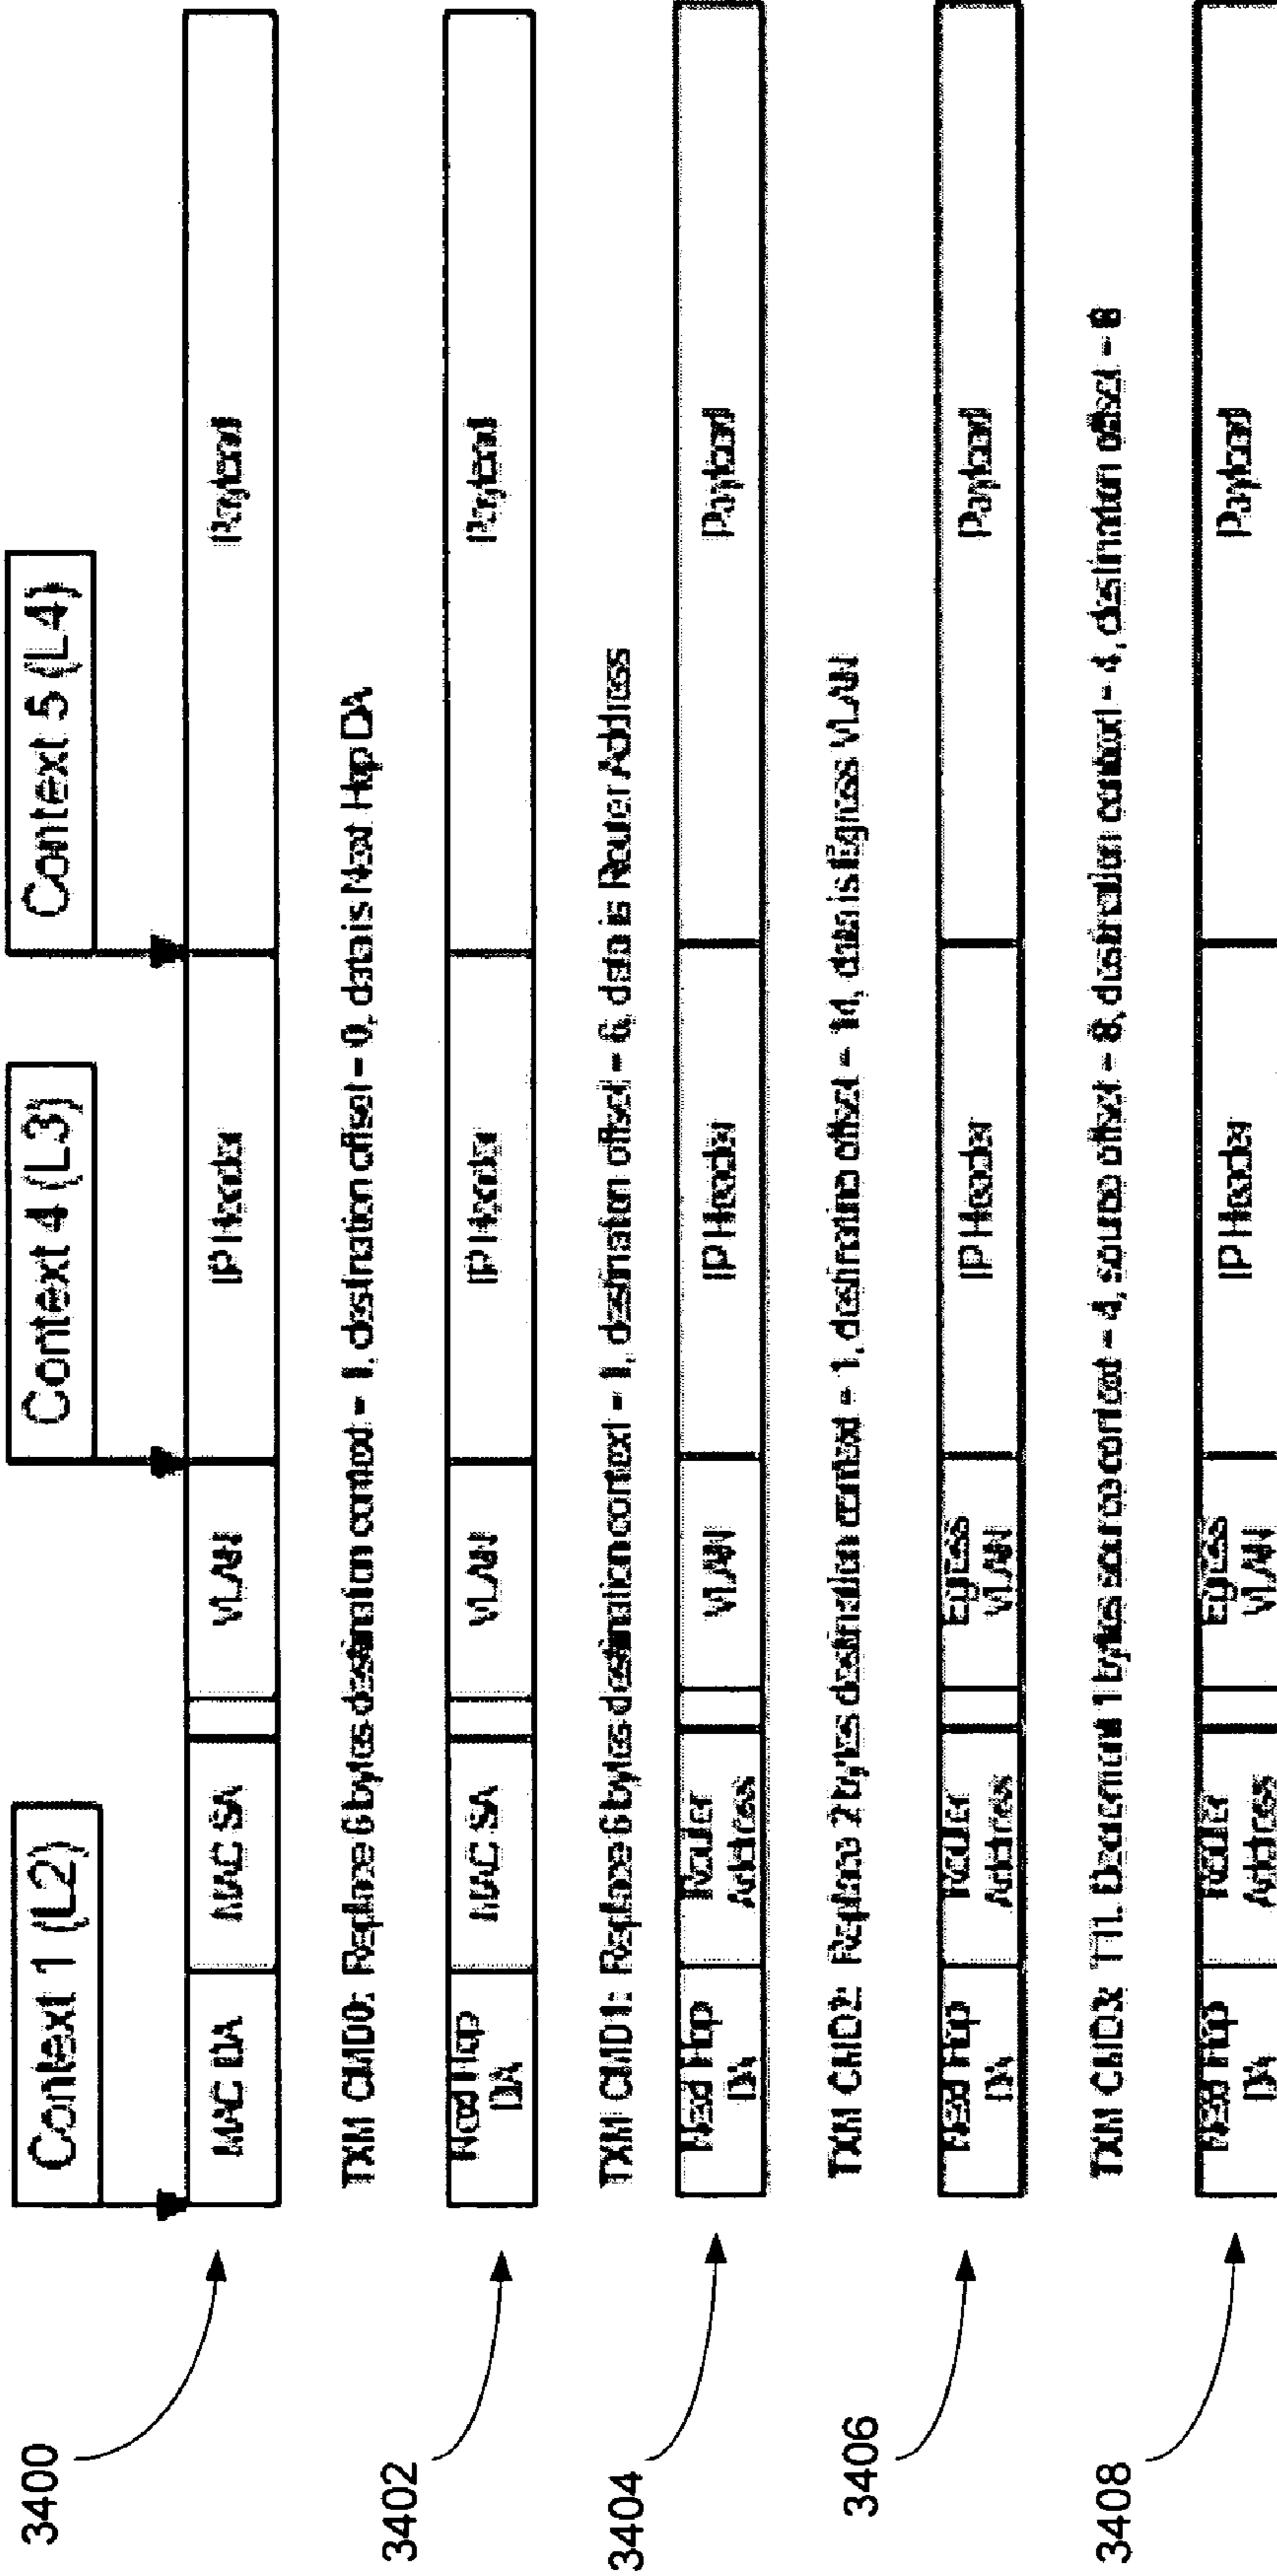 Context 1 (L2)
Context 4 (L3)
Context 5 (L4)
3400
MAC DA
MAC SA
VLAN
IP Header
Payload
TXM CMD0: Replace 6 bytes destination context = 1, destination offset = 0, data is Next Hop DA
3402
Next Hop
DA
MAC SA
VLAN
IP Header
Payload
TXM CMD1: Replace 6 bytes destination context = 1, destination offset = 6, data is Router Address
3404
Next Hop
DA
Router
Address
VLAN
IP Header
Payload
TXM CMD2: Replace 2 bytes destination context = 1, destination offset = 14, data is Egress VLAN
3406
Next Hop
DA
Router
Address
Egress
VLAN
IP Header
Payload
TXM CMD3: TTL Decrement 1 bytes source context = 4, source offset = 8, destination context = 4, destination offset = 8
3408
Next Hop
DA
Router
Address
Egress
VLAN
IP Header
Payload